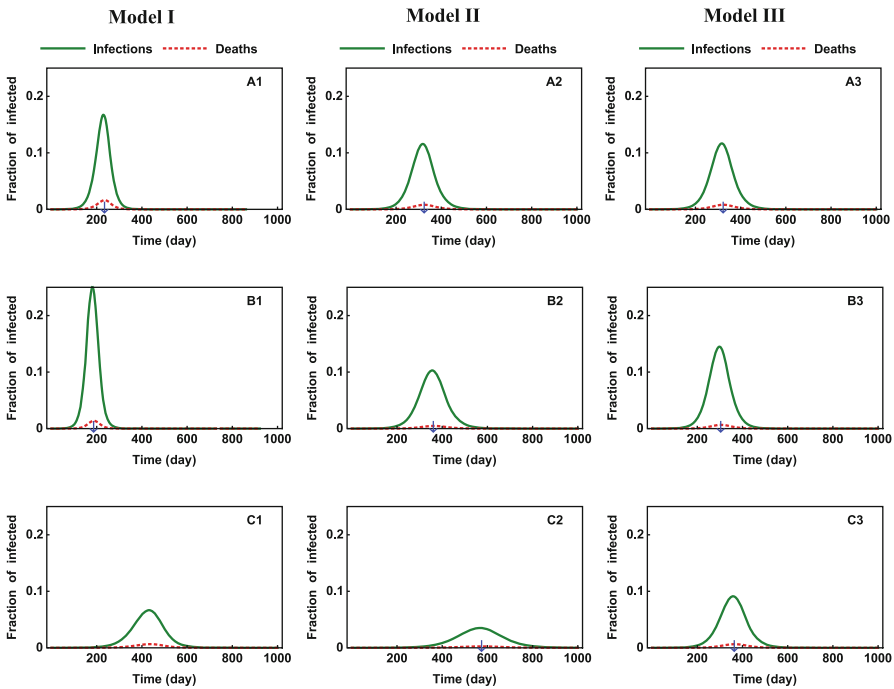 Model I
Model II
Model III
Infections Deaths
Infections Deaths
Infections Deaths
A1
Fraction of infected
0.2
0.1
0
200 400 600 800 1000
Time (day)
A2
Fraction of infected
0.2
0.1
0
200 400 600 800 1000
Time (day)
A3
Fraction of infected
0.2
0.1
0
200 400 600 800 1000
Time (day)
B1
Fraction of infected
0.2
0.1
0
200 400 600 800 1000
Time (day)
B2
Fraction of infected
0.2
0.1
0
200 400 600 800 1000
Time (day)
B3
Fraction of infected
0.2
0.1
0
200 400 600 800 1000
Time (day)
C1
Fraction of infected
0.2
0.1
0
200 400 600 800 1000
Time (day)
C2
Fraction of infected
0.2
0.1
0
200 400 600 800 1000
Time (day)
C3
Fraction of infected
0.2
0.1
0
200 400 600 800 1000
Time (day)